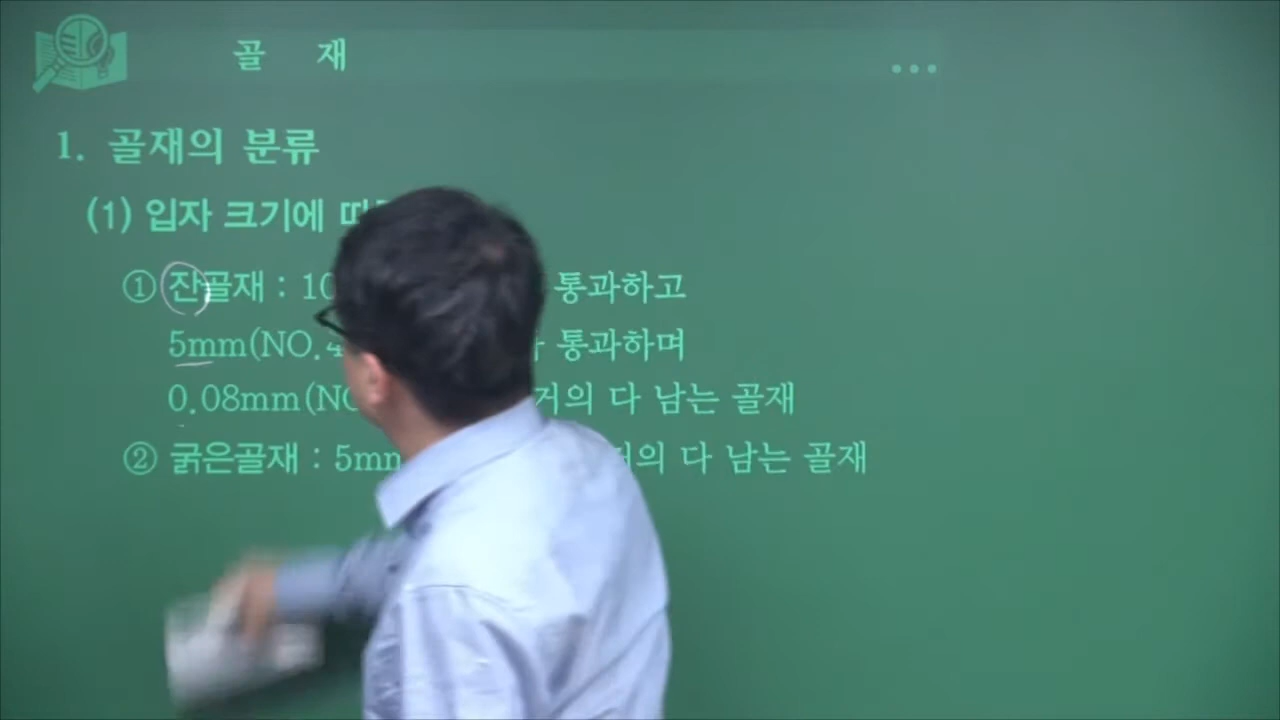 골 재
1. 골재의 분류
(1) 입자 크기에
① 잔골재 : 10 통과하고
5mm(NO.4 통과하며
0.08mm(NO 거의 다 남는 골재
② 굵은골재 : 5mm 다 남는 골재